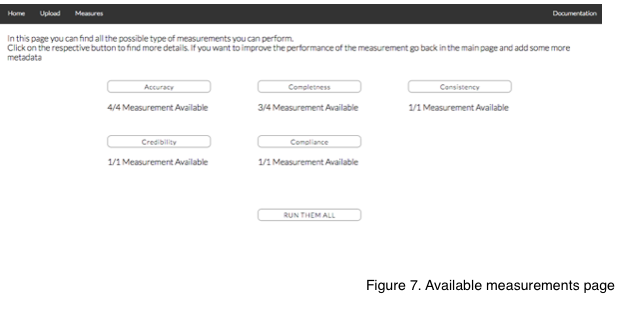 Home Upload Measures Documentation
In this page you can find all the possible type of measurements you can perform.
Click on the respective button to find more details. If you want to improve the performance of the measurement go back in the main page and add some more
metadata
Accuracy Completness Consistency
4/4 Measurement Available 3/4 Measurement Available 1/1 Measurement Available
Credibility Compliance
1/1 Measurement Available 1/1 Measurement Available
RUN THEM ALL
Figure 7. Available measurements page